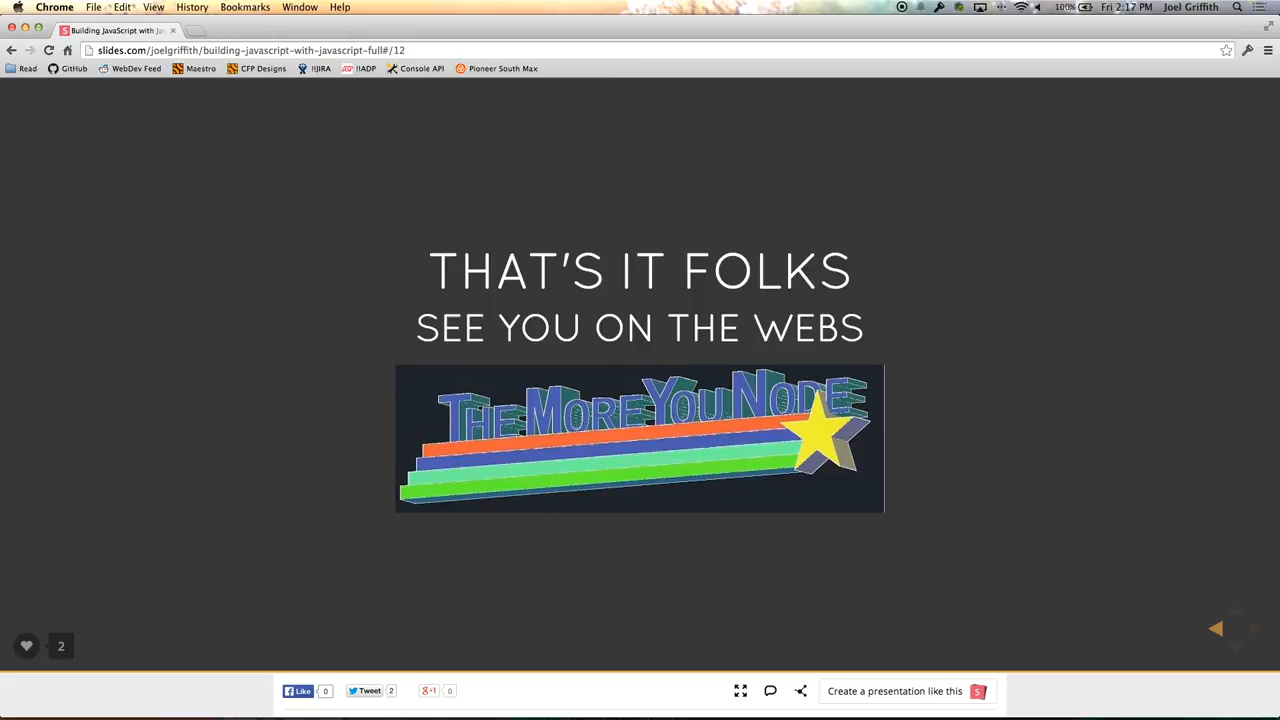 Chrome File Edit View History Bookmarks Window Help 100% Fri 2:17 PM Joel Griffith
Building JavaScript with Jav
slides.com/joelgriffith/building-javascript-with-javascript-full#/12
Read GitHub WebDev Feed Maestro CFP Designs !!JIRA !!ADP Console API Pioneer South Max
THAT'S IT FOLKS
SEE YOU ON THE WEBS
THE MORE YOU NODE
2
Like 0 Tweet 2 g+1 0 Create a presentation like this S